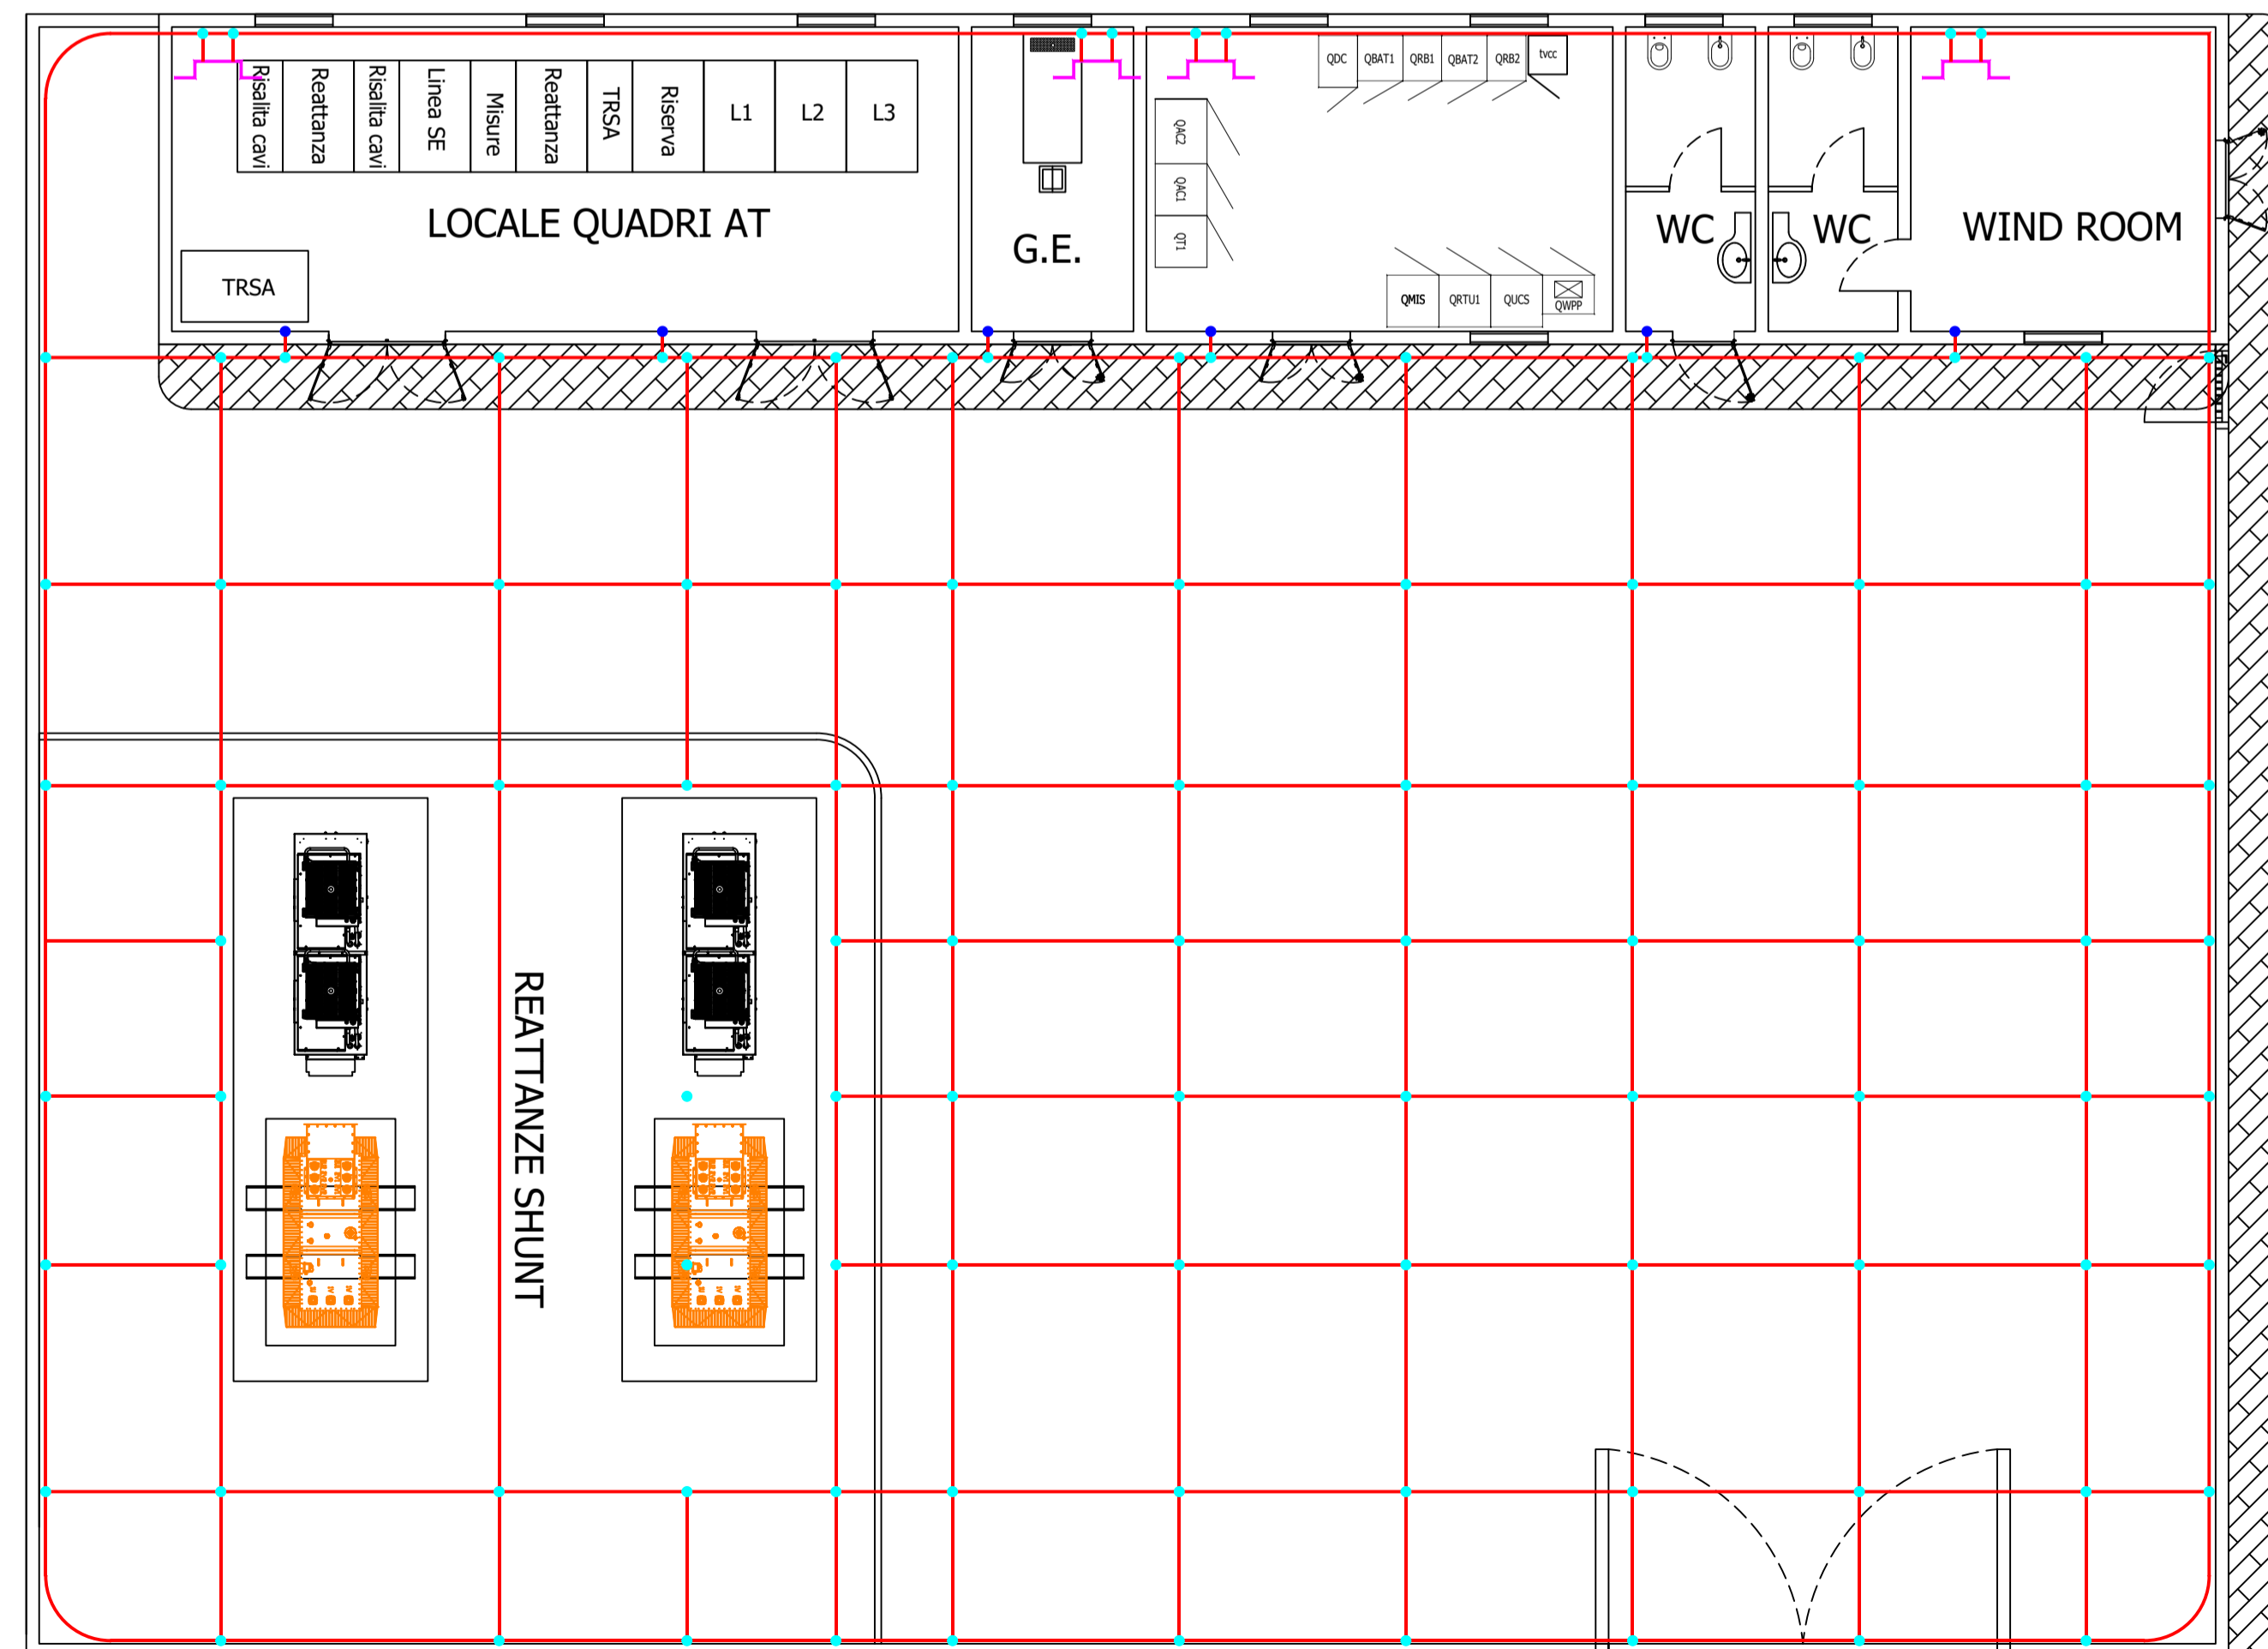 Risalita cavi
Reattanza
Risalita cavi
Linea SE
Misure
Reattanza
TRSA
Riserva
L1
L2
L3
LOCALE QUADRI AT
TRSA
G.E.
QDC
QBAT1
QRB1
QBAT2
QRB2
tvcc
QAC2
QAC1
QT1
QMIS
QRTU1
QUCS
QWPP
WC
WC
WIND ROOM
REATTANZE SHUNT